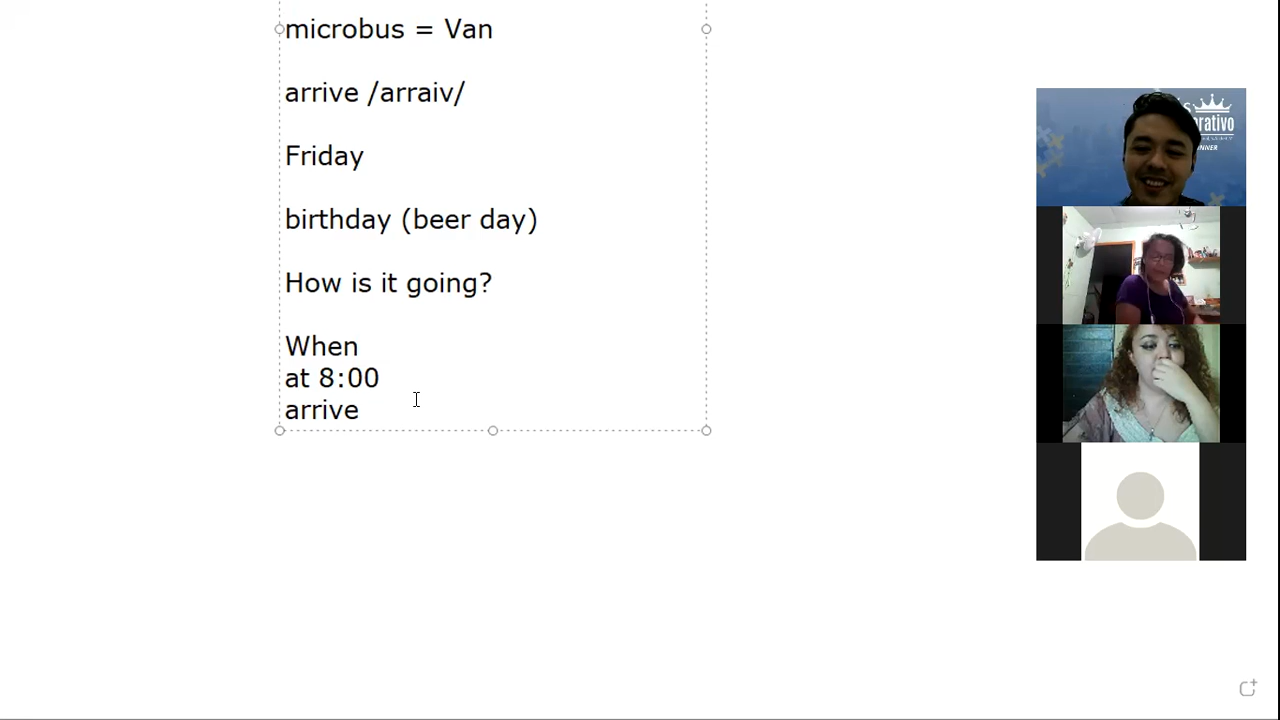 microbus = Van
arrive /arraiv/
Friday
birthday (beer day)
How is it going?
When
at 8:00
arrive